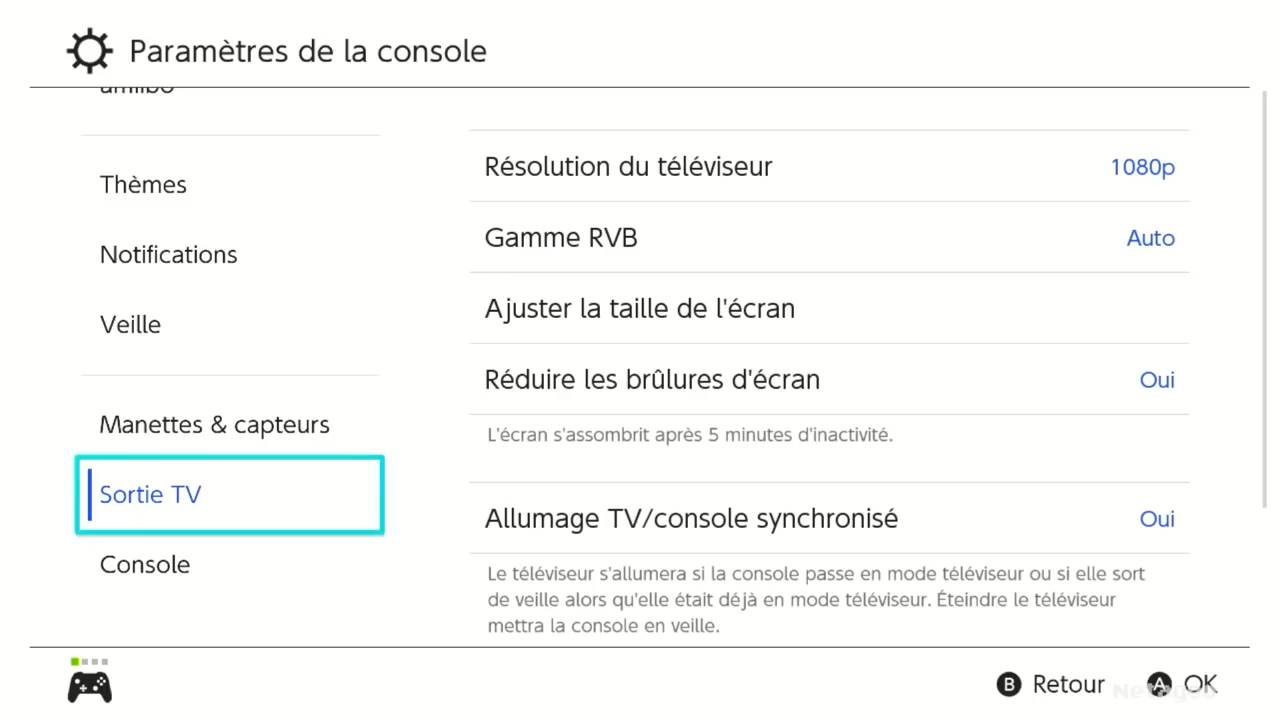 Paramètres de la console
amiibo
Thèmes
Notifications
Veille
Manettes & capteurs
Sortie TV
Console
Résolution du téléviseur
1080p
Gamme RVB
Auto
Ajuster la taille de l'écran
Réduire les brûlures d'écran
Oui
L'écran s'assombrit après 5 minutes d'inactivité.
Allumage TV/console synchronisé
Oui
Le téléviseur s'allumera si la console passe en mode téléviseur ou si elle sort
de veille alors qu'elle était déjà en mode téléviseur. Éteindre le téléviseur
mettra la console en veille.
B Retour
A OK